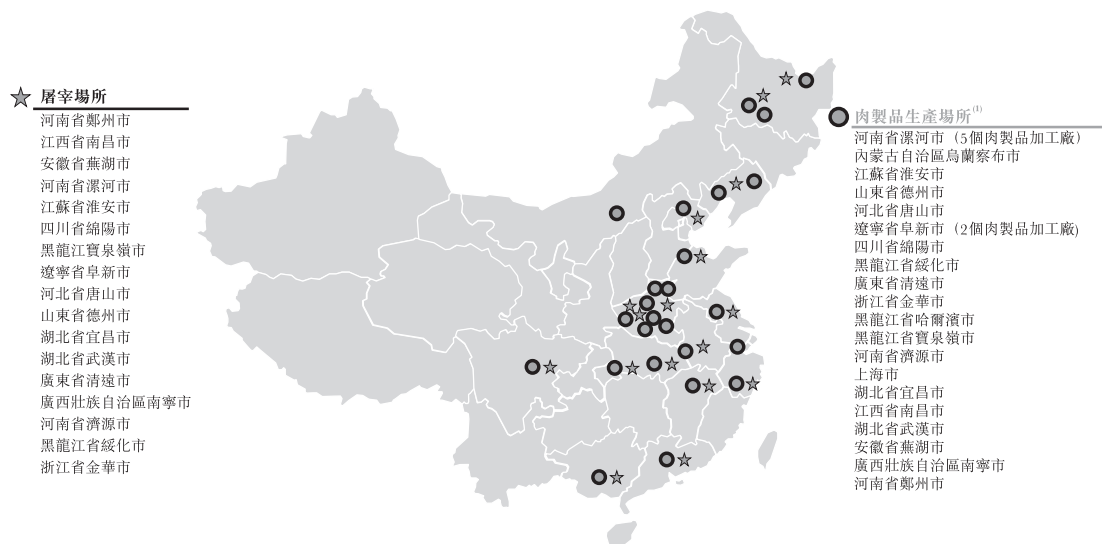 屠宰場所
河南省鄭州市
江西省南昌市
安徽省蕪湖市
河南省漯河市
江蘇省淮安市
四川省綿陽市
黑龍江寶泉嶺市
遼寧省阜新市
河北省唐山市
山東省德州市
湖北省宜昌市
湖北省武漢市
廣東省清遠市
廣西壯族自治區南寧市
河南省濟源市
黑龍江省綏化市
浙江省金華市
肉製品生產場所(1)
河南省漯河市（5個肉製品加工廠）
內蒙古自治區烏蘭察布市
江蘇省淮安市
山東省德州市
河北省唐山市
遼寧省阜新市（2個肉製品加工廠)
四川省綿陽市
黑龍江省綏化市
廣東省清遠市
浙江省金華市
黑龍江省哈爾濱市
黑龍江省寶泉嶺市
河南省濟源市
上海市
湖北省宜昌市
江西省南昌市
湖北省武漢市
安徽省蕪湖市
廣西壯族自治區南寧市
河南省鄭州市